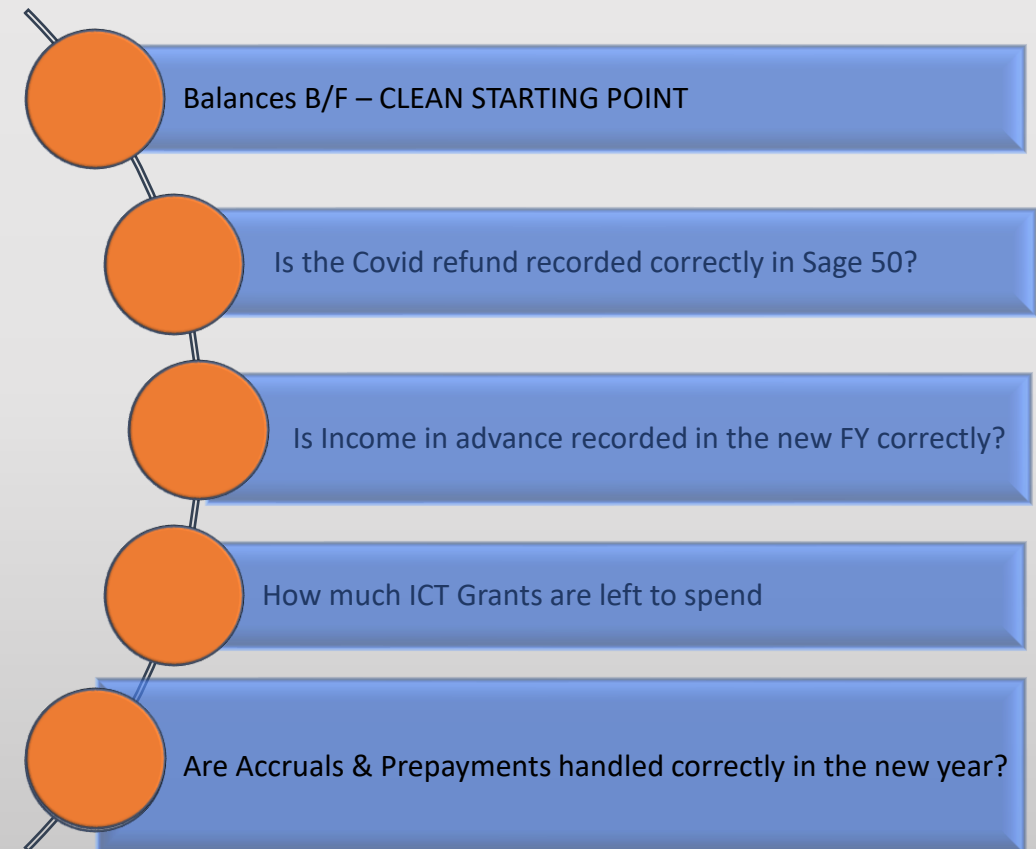 Balances B/F – CLEAN STARTING POINT
Is the Covid refund recorded correctly in Sage 50?
Is Income in advance recorded in the new FY correctly?
How much ICT Grants are left to spend
Are Accruals & Prepayments handled correctly in the new year?